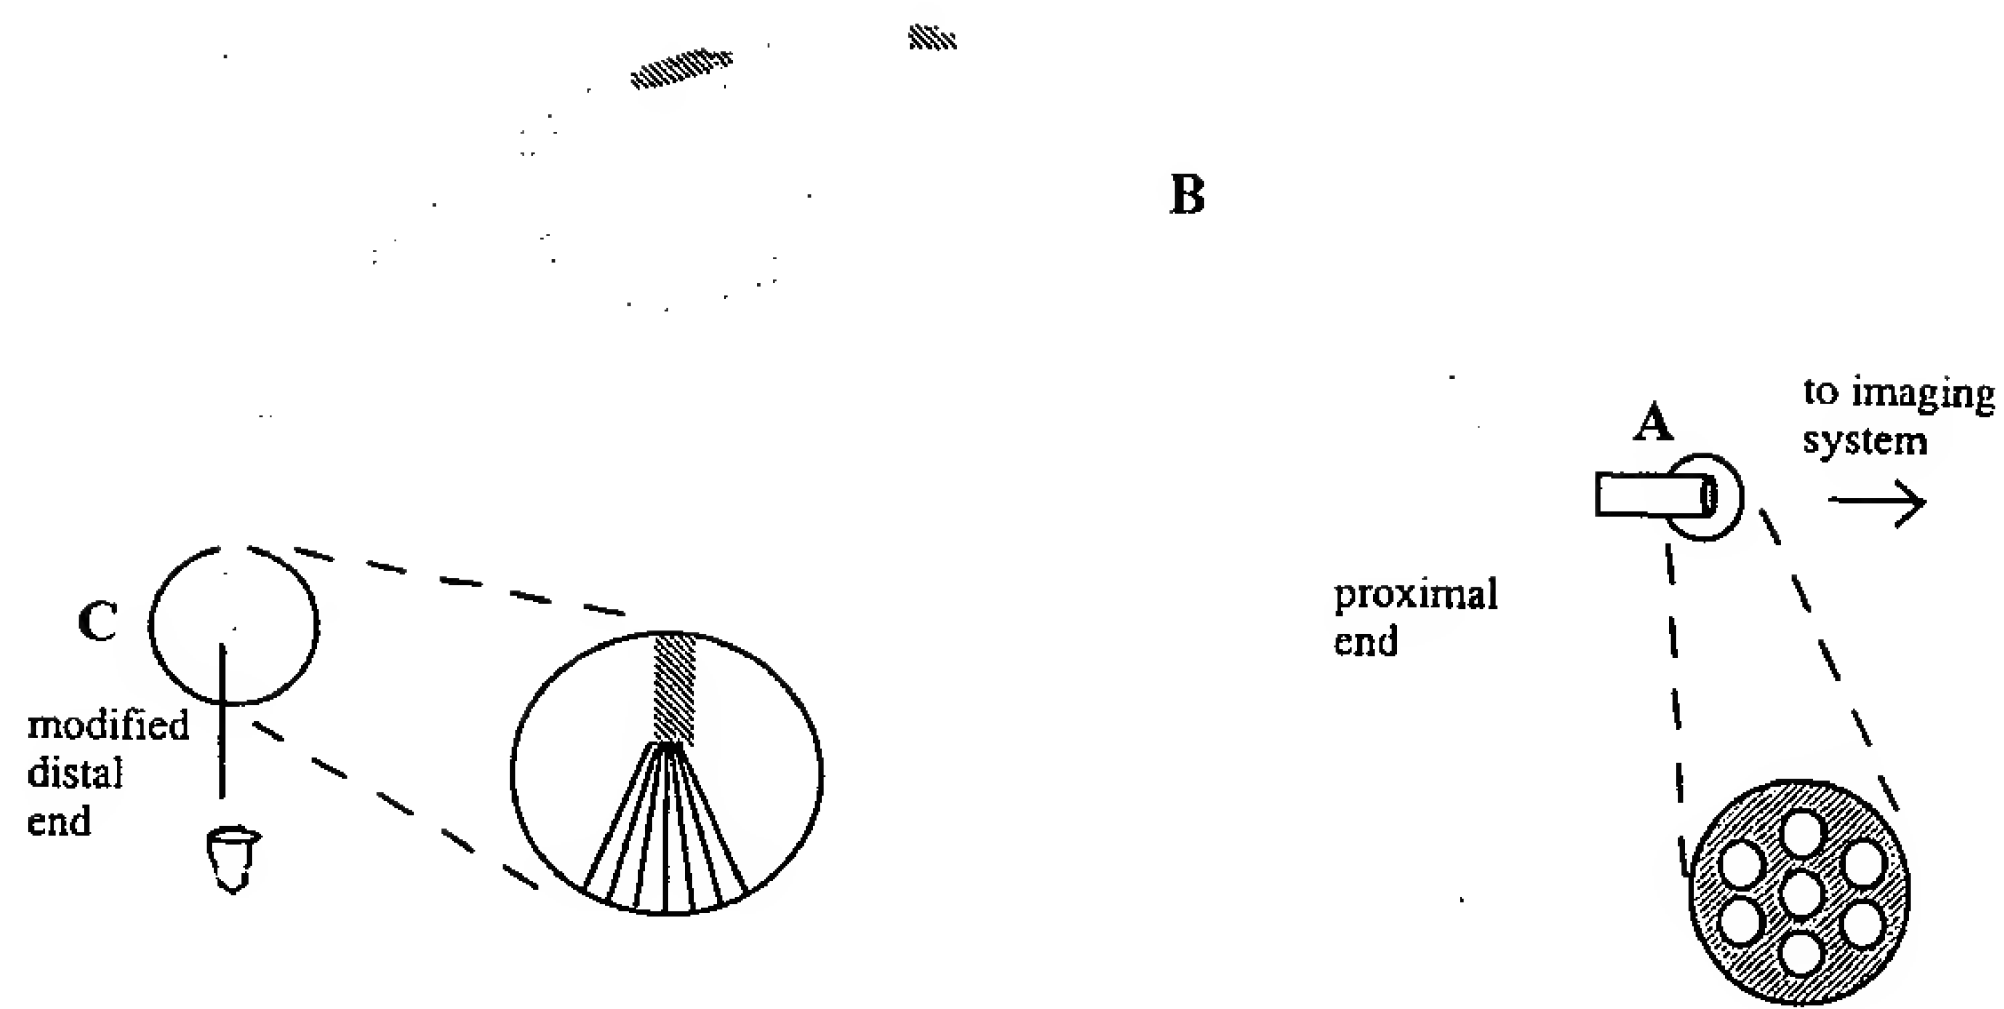 B
A
to imaging
system
proximal
end
C
modified
distal
end